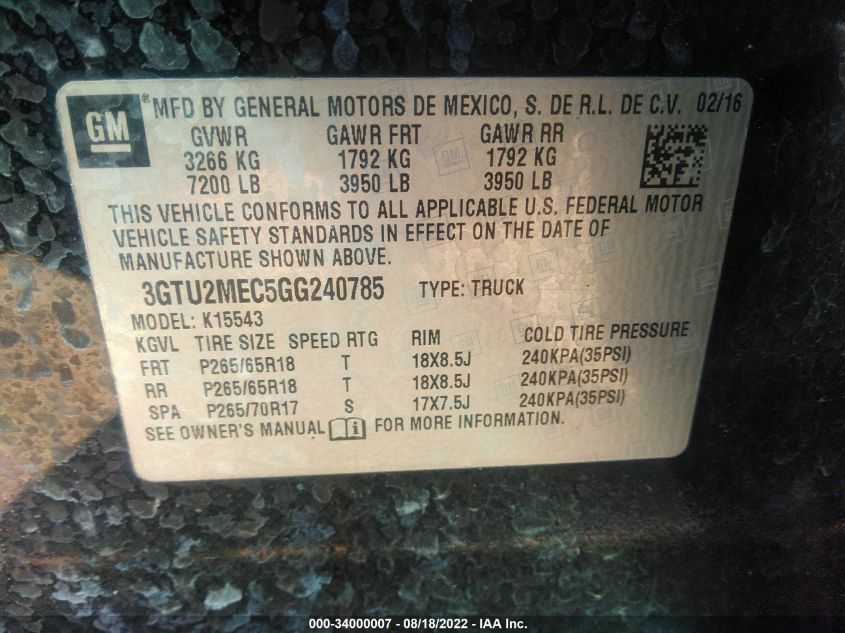 GM® MFD BY GENERAL MOTORS DE MEXICO, S. DE R.L. DE C.V. 02/16
GVWR GAWR FRT GAWR RR
3266 KG 1792 KG 1792 KG
7200 LB 3950 LB 3950 LB
THIS VEHICLE CONFORMS TO ALL APPLICABLE U.S. FEDERAL MOTOR
VEHICLE SAFETY STANDARDS IN EFFECT ON THE DATE OF
MANUFACTURE SHOWN ABOVE.
3GTU2MEC5GG240785 TYPE: TRUCK
MODEL: K15543
KGVL TIRE SIZE SPEED RTG RIM COLD TIRE PRESSURE
FRT P265/65R18 T 18X8.5J 240KPA(35PSI)
RR P265/65R18 T 18X8.5J 240KPA(35PSI)
SPA P265/70R17 S 17X7.5J 240KPA(35PSI)
SEE OWNER'S MANUAL FOR MORE INFORMATION.
000-34000007 - 08/18/2022 - IAA Inc.